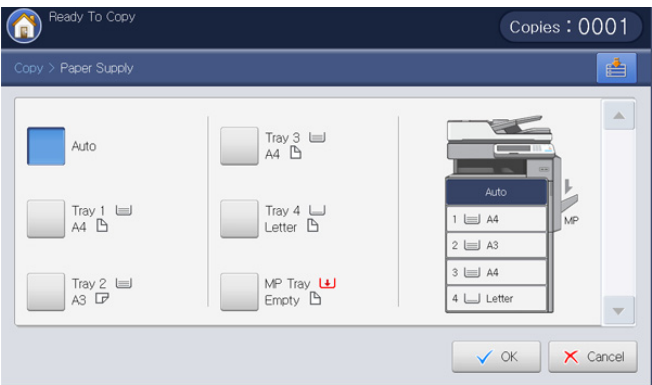 Ready To Copy
Copies : 0001
Copy > Paper Supply
Auto
Tray 1
A4
Tray 2
A3
Tray 3
A4
Tray 4
Letter
MP Tray
Empty
Auto
1 A4
2 A3
3 A4
4 Letter
MP
OK
Cancel